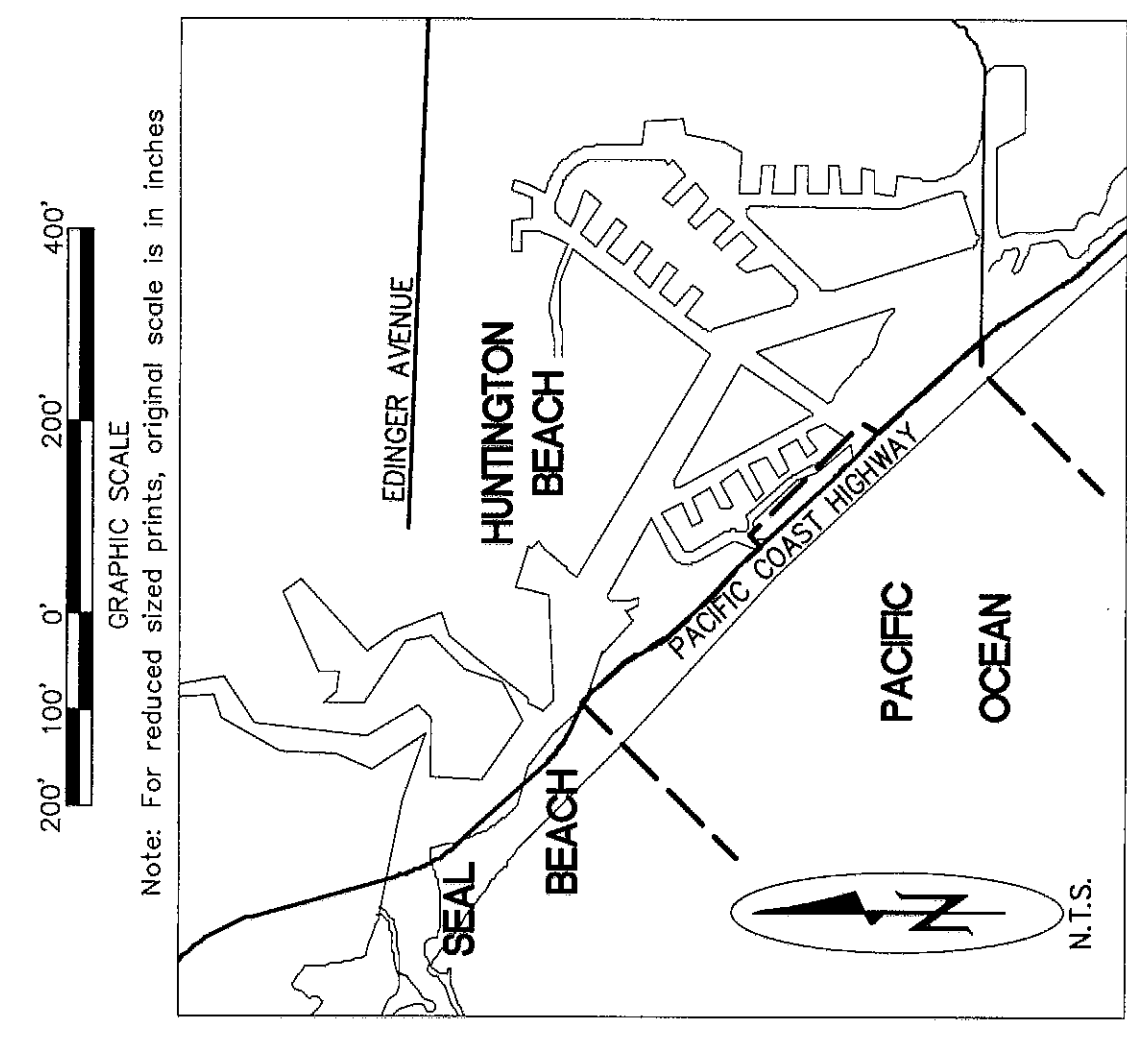 200' 100' 0' 200' 400'
GRAPHIC SCALE
Note: For reduced sized prints, original scale is in inches
EDINGER AVENUE
HUNTINGTON
BEACH
SEAL
BEACH
PACIFIC COAST HIGHWAY
PACIFIC
OCEAN
N
N.T.S.